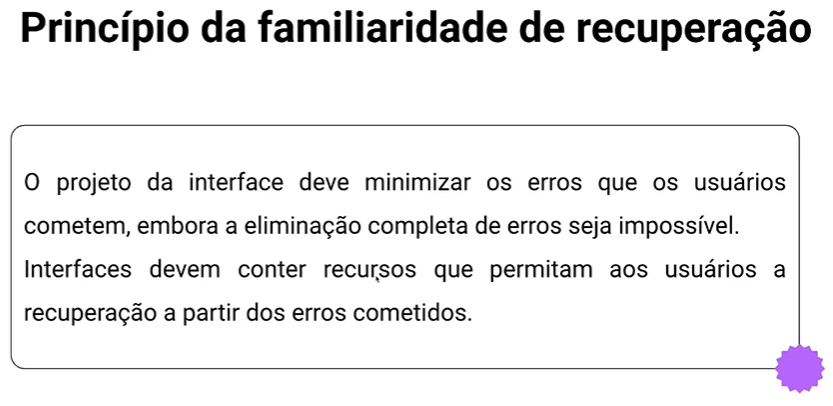 Princípio da familiaridade de recuperação
O projeto da interface deve minimizar os erros que os usuários
cometem, embora a eliminação completa de erros seja impossível.
Interfaces devem conter recursos que permitam aos usuários a
recuperação a partir dos erros cometidos.